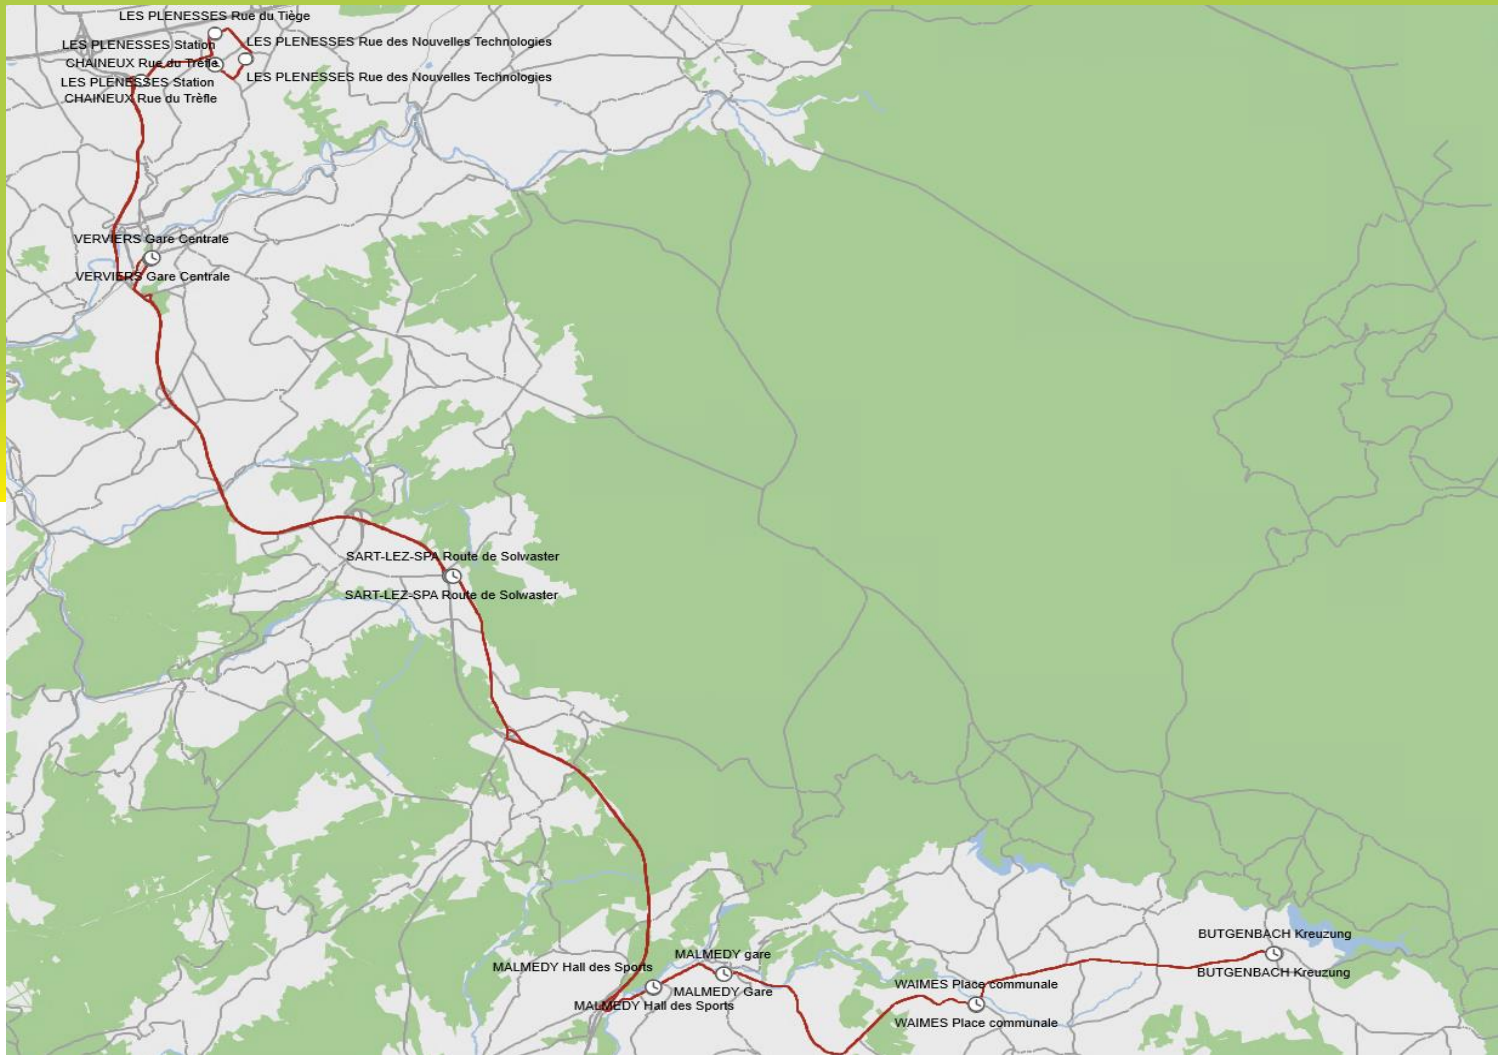 LES PLENESSES Rue du Tiège
LES PLENESSES Station
LES PLENESSES Rue des Nouvelles Technologies
CHAINEUX Rue du Trèfle
LES PLENESSES Station
LES PLENESSES Rue des Nouvelles Technologies
CHAINEUX Rue du Trèfle
VERVIERS Gare Centrale
VERVIERS Gare Centrale
SART-LEZ-SPA Route de Solwaster
SART-LEZ-SPA Route de Solwaster
BUTGENBACH Kreuzung
MALMEDY gare
MALMEDY Hall des Sports
BUTGENBACH Kreuzung
WAIMES Place communale
MALMEDY Gare
MALMEDY Hall des Sports
WAIMES Place communale